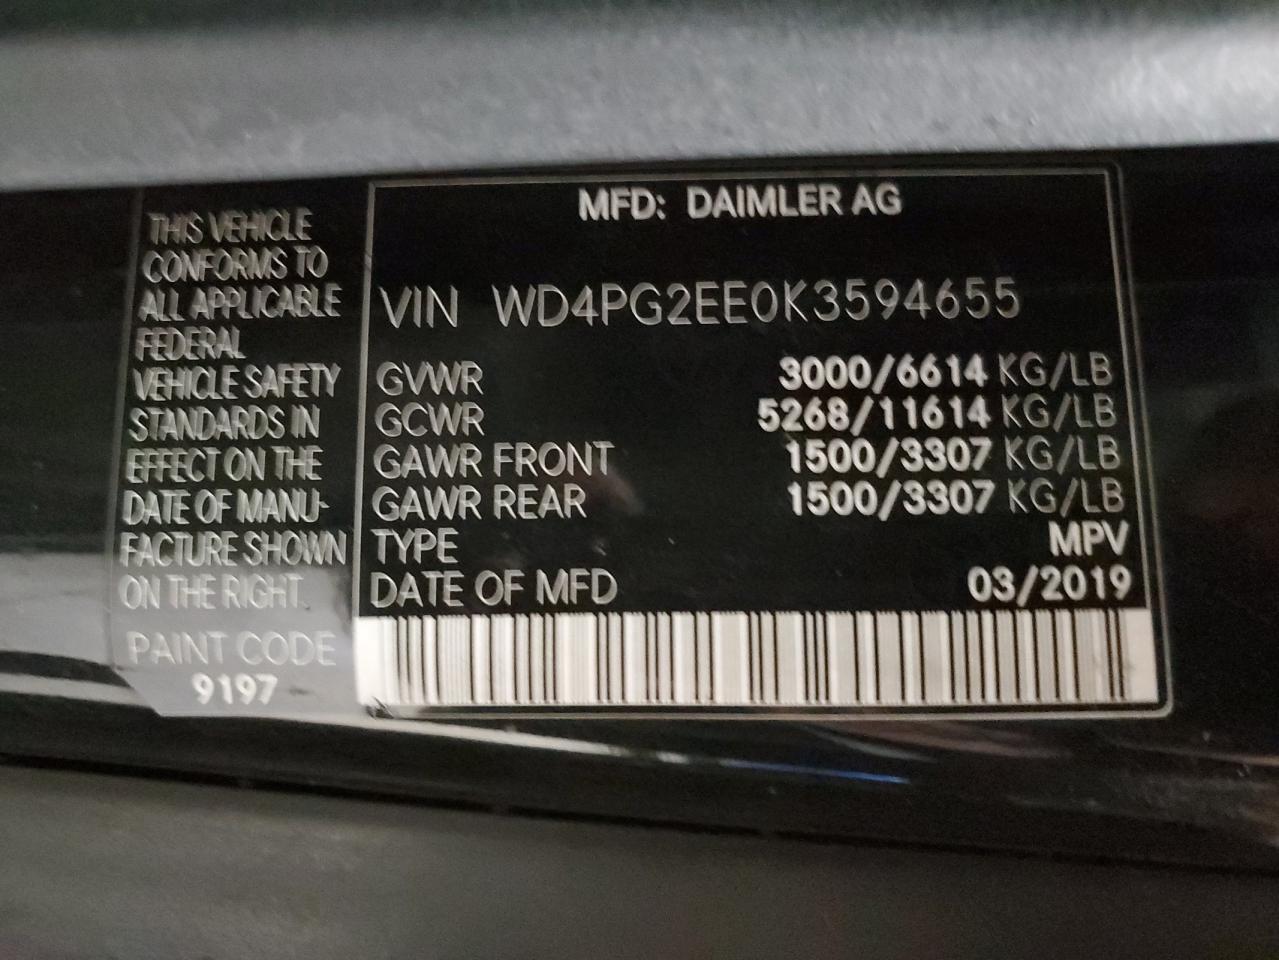 THIS VEHICLE
CONFORMS TO
ALL APPLICABLE
FEDERAL
VEHICLE SAFETY
STANDARDS IN
EFFECT ON THE
DATE OF MANU-
FACTURE SHOWN
ON THE RIGHT.
PAINT CODE
9197
MFD: DAIMLER AG
VIN WD4PG2EE0K3594655
GVWR 3000/6614 KG/LB
GCWR 5268/11614 KG/LB
GAWR FRONT 1500/3307 KG/LB
GAWR REAR 1500/3307 KG/LB
TYPE MPV
DATE OF MFD 03/2019